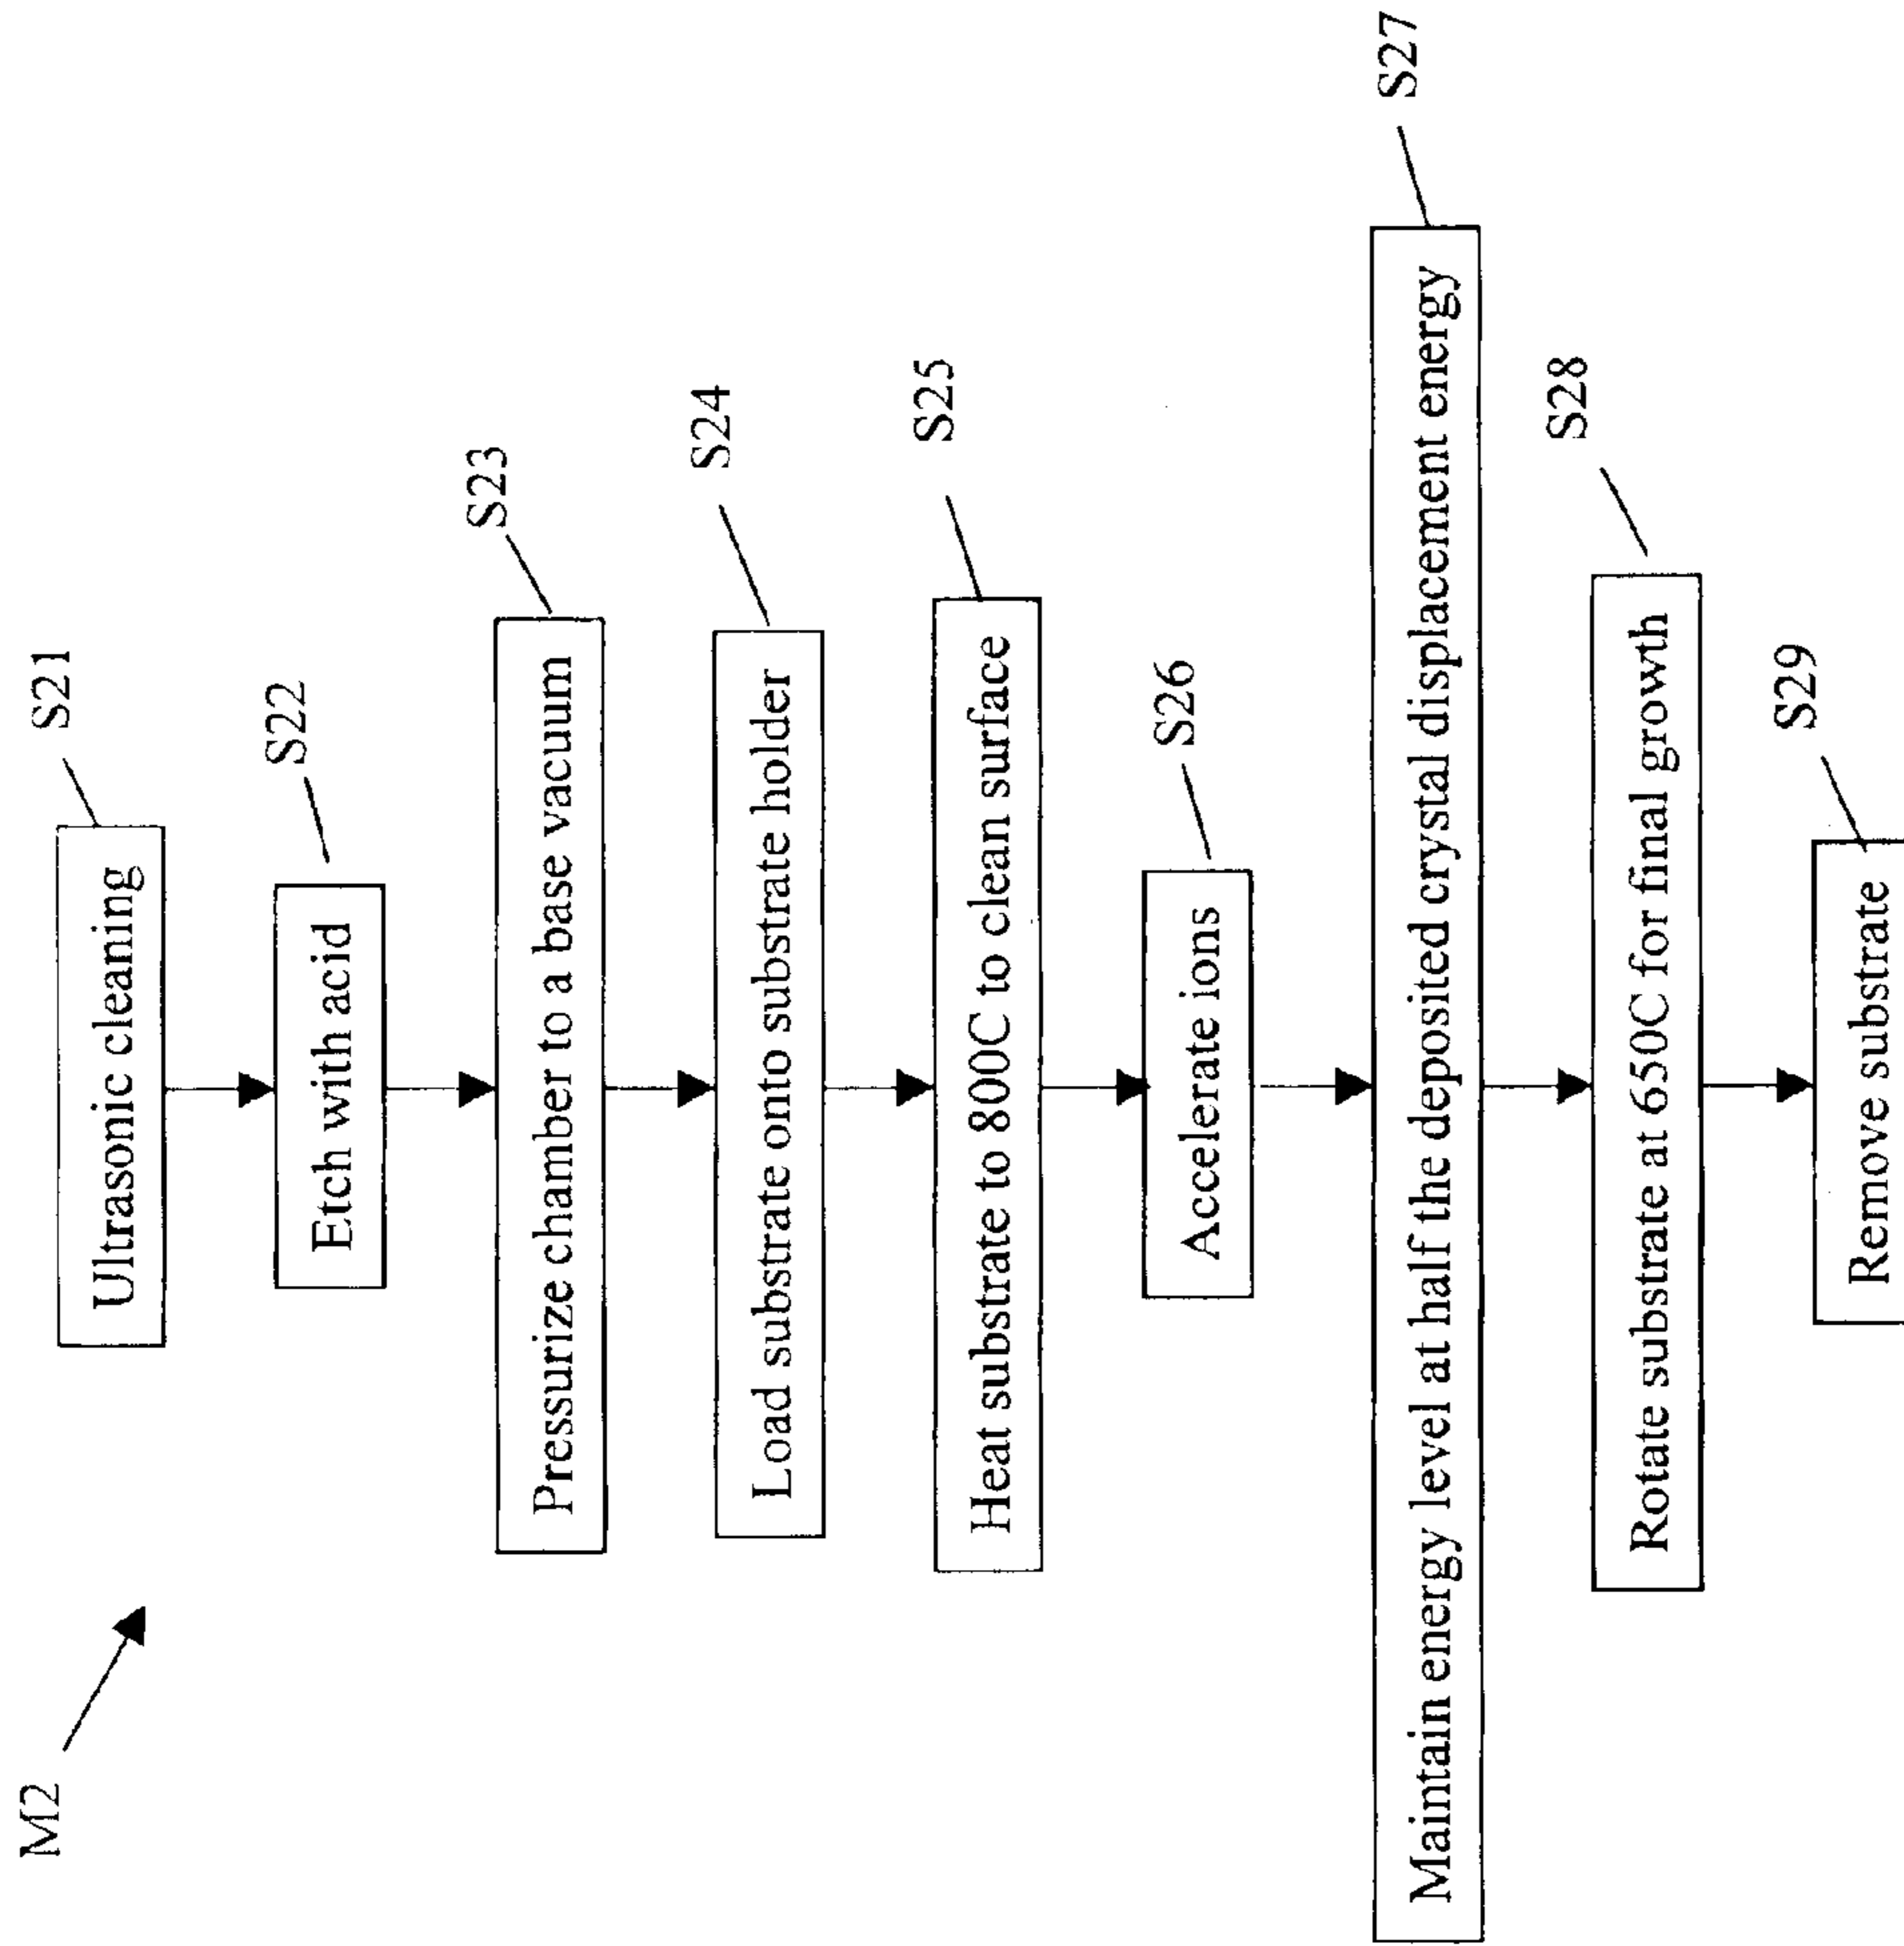 M2
Ultrasonic cleaning
S21
Etch with acid
S22
Pressurize chamber to a base vacuum
S23
Load substrate onto substrate holder
S24
Heat substrate to 800C to clean surface
S25
Accelerate ions
S26
Maintain energy level at half the deposited crystal displacement energy
S27
Rotate substrate at 650C for final growth
S28
Remove substrate
S29